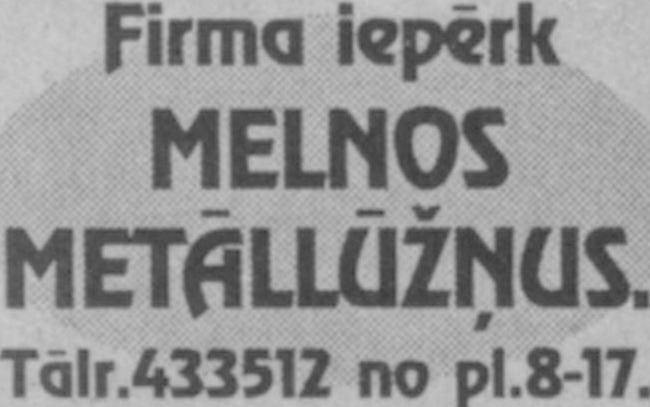 Firma iepērk
MELNOS
METĀLLŪŽŅUS.
Tālr.433512 no pl.8-17.